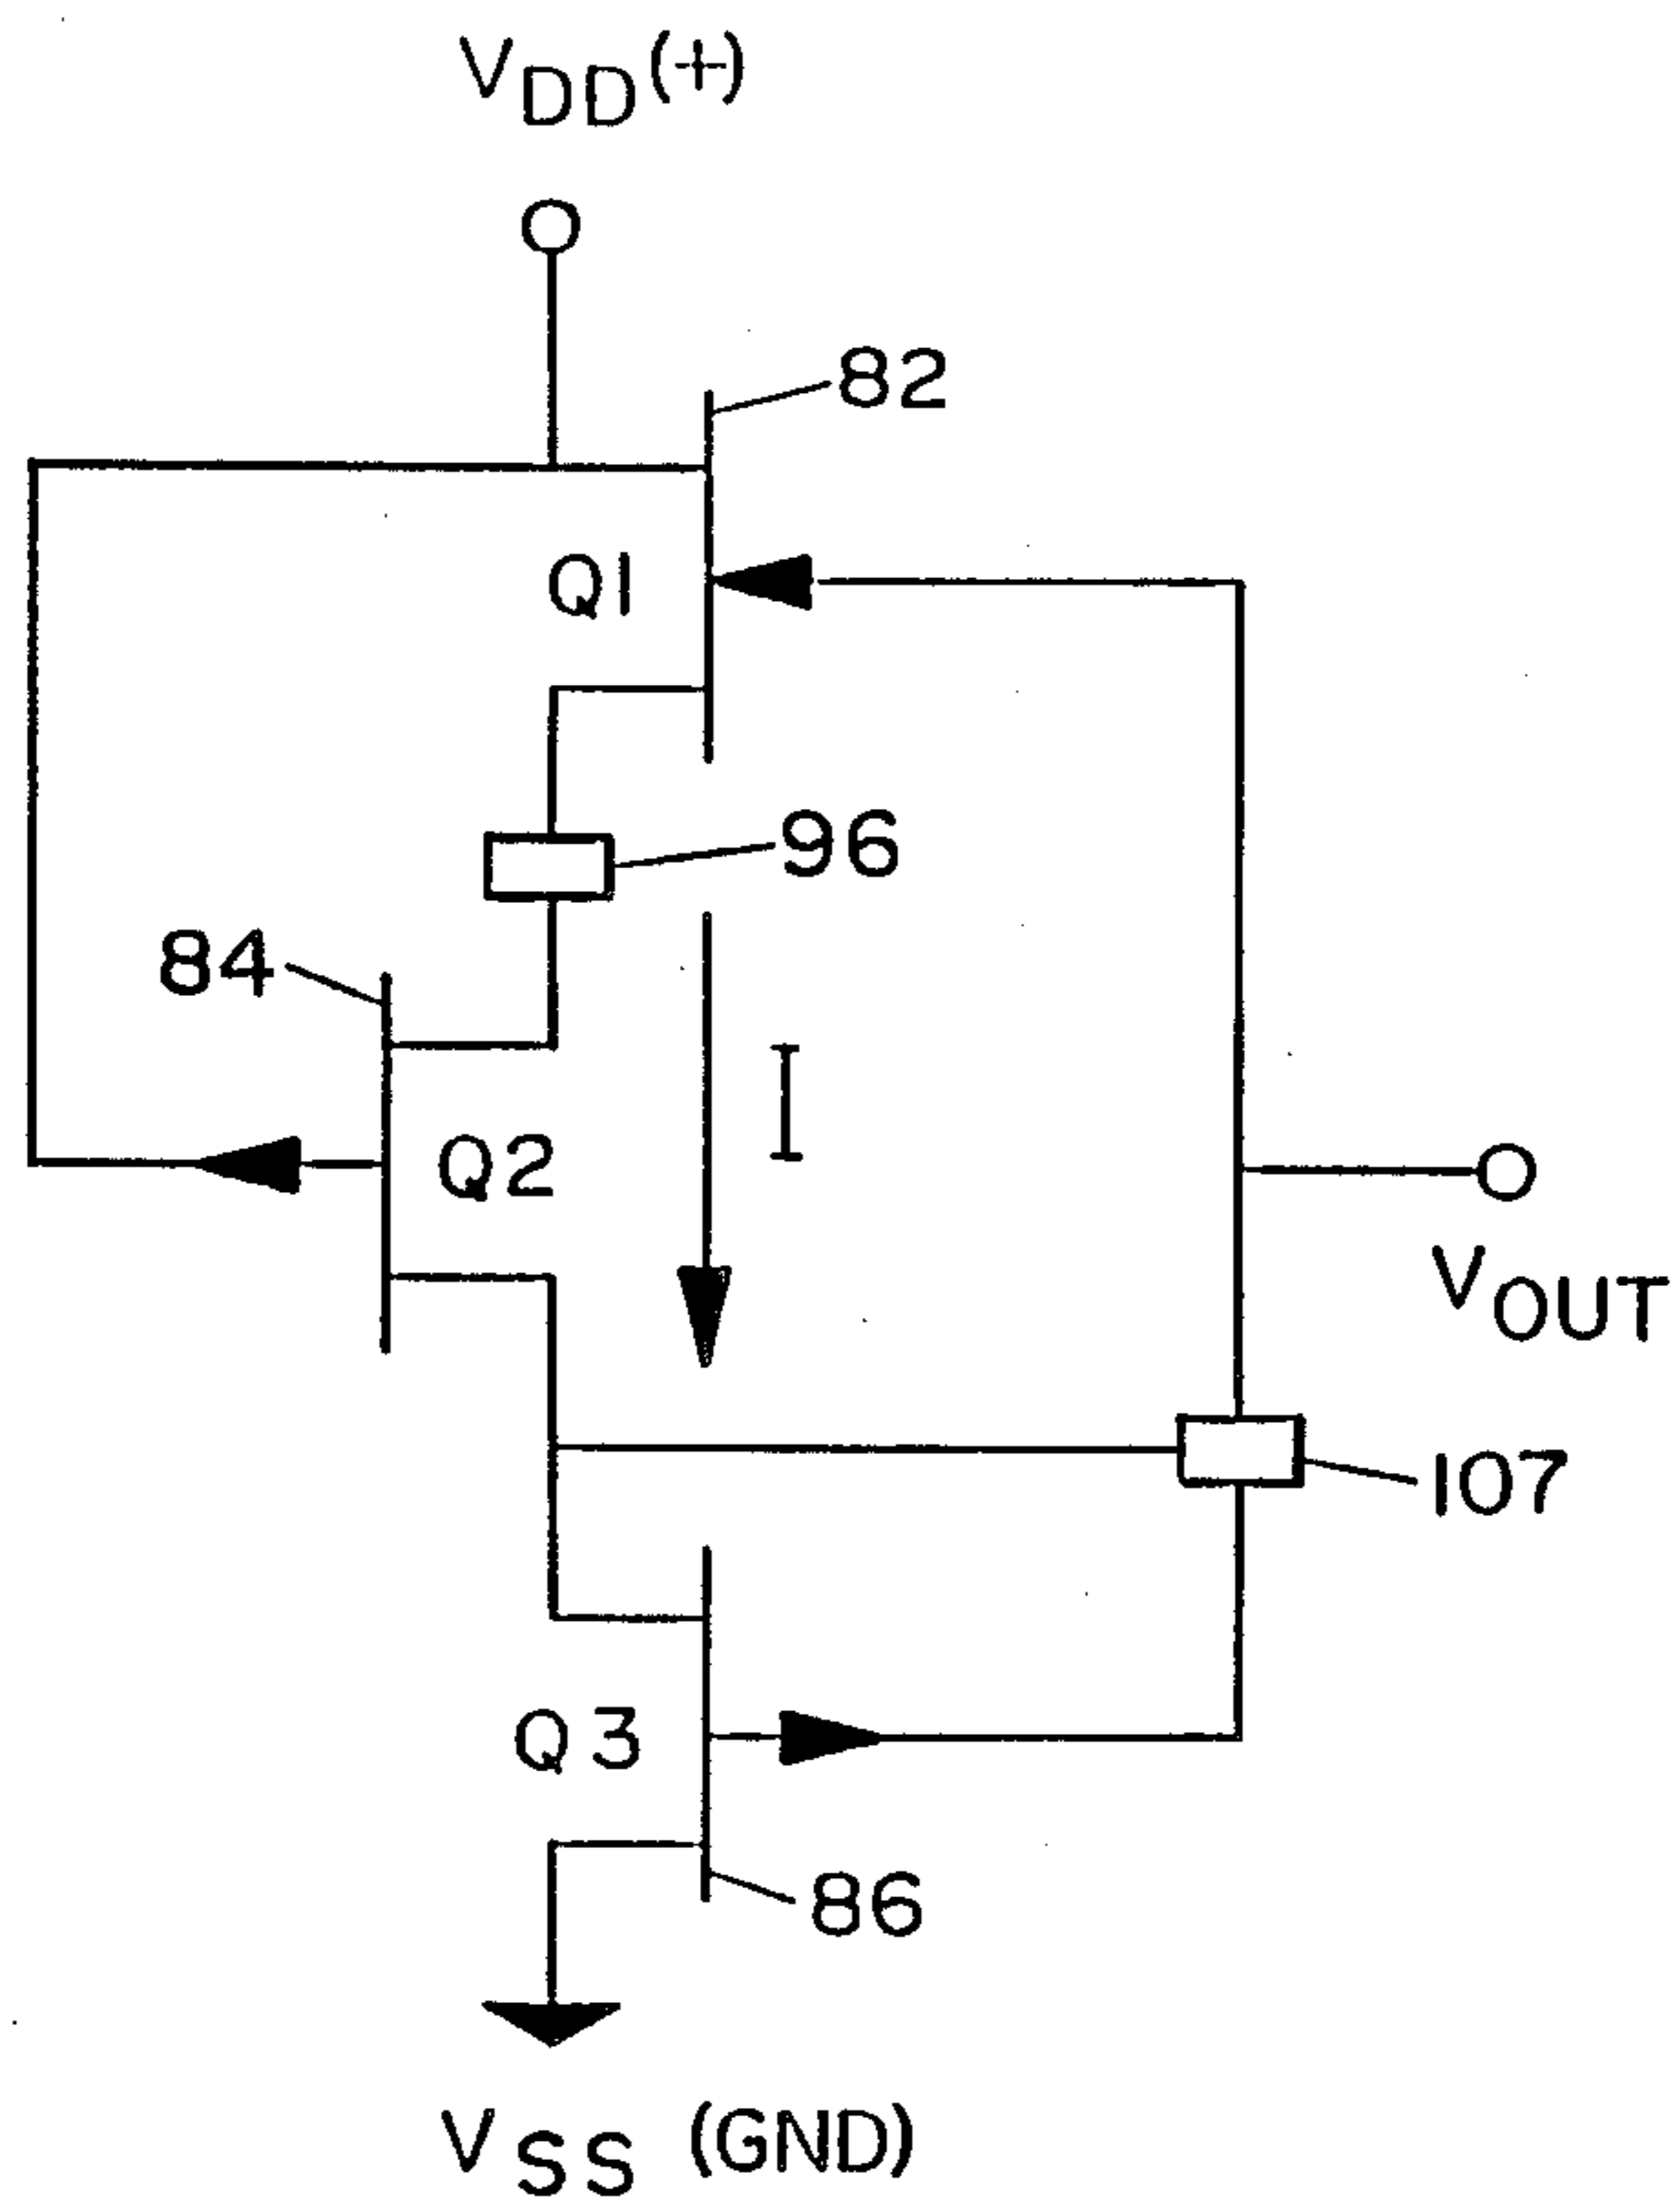 VDD(+)
82
Q1
96
84
I
Q2
VOUT
107
Q3
86
VSS (GND)